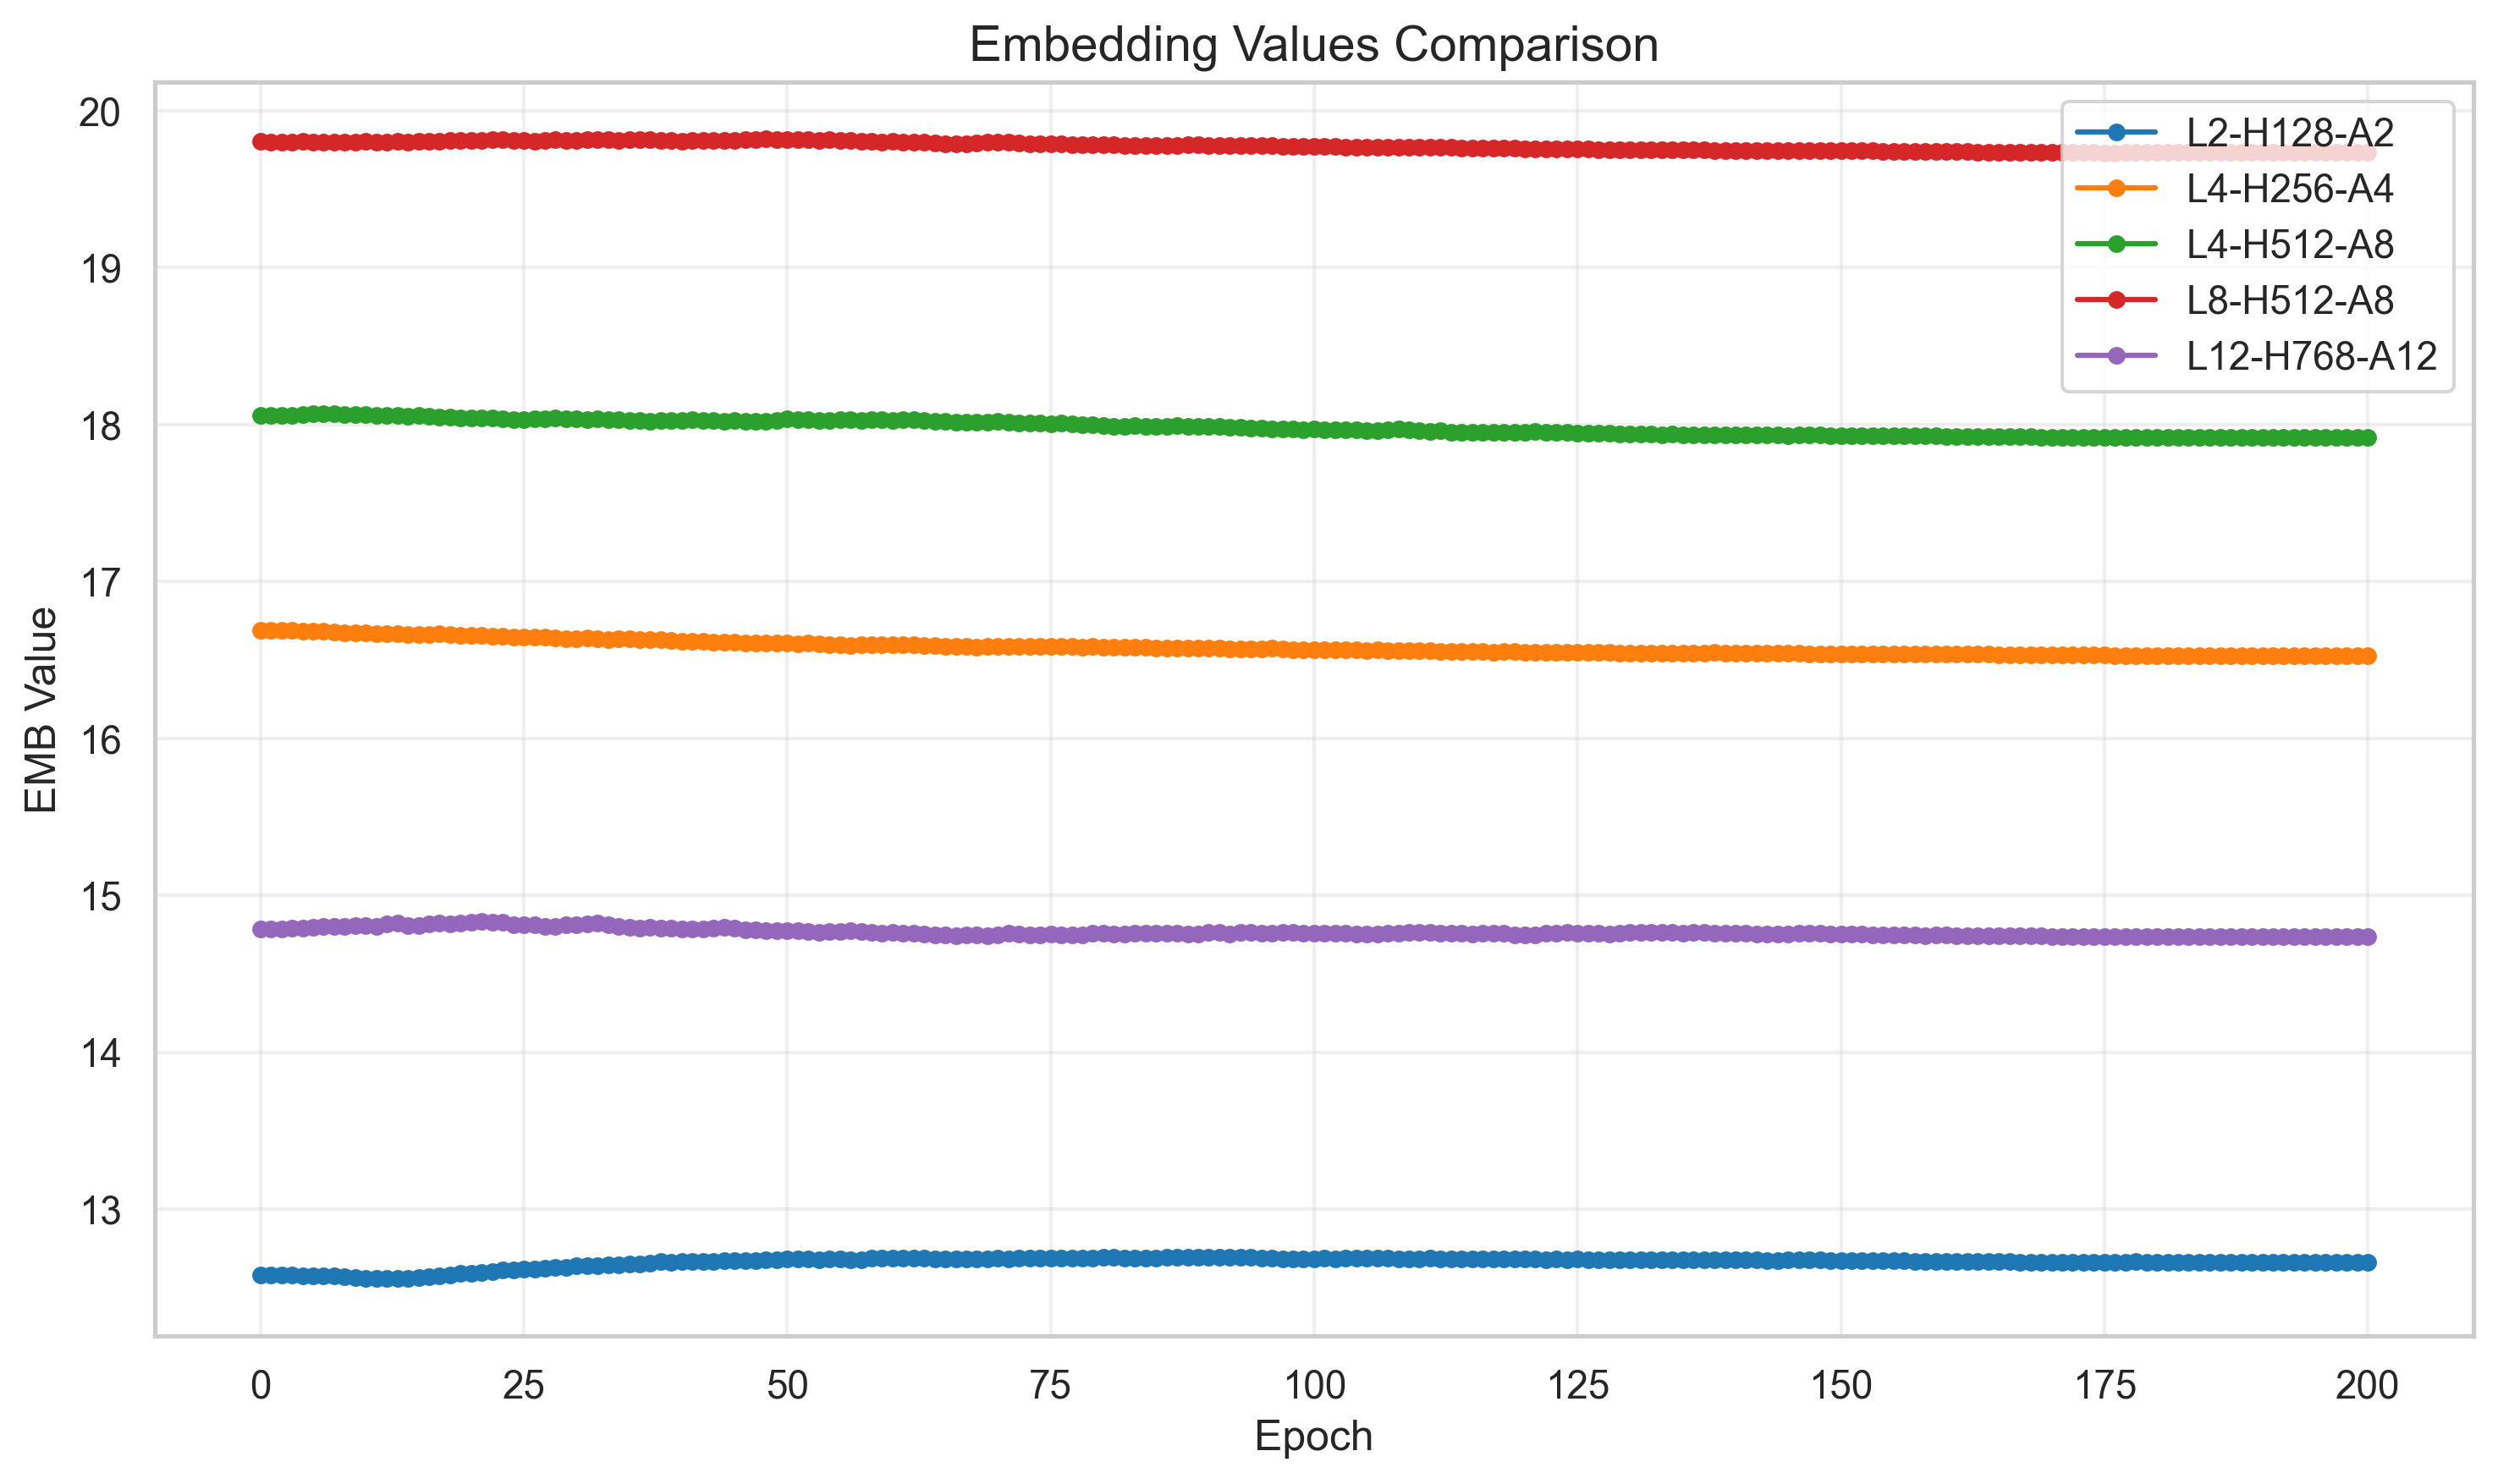 Embedding Values Comparison
20
19
18
17
16
15
14
13
EMB Value
L2-H128-A2
L4-H256-A4
L4-H512-A8
L8-H512-A8
L12-H768-A12
0 25 50 75 100 125 150 175 200
Epoch